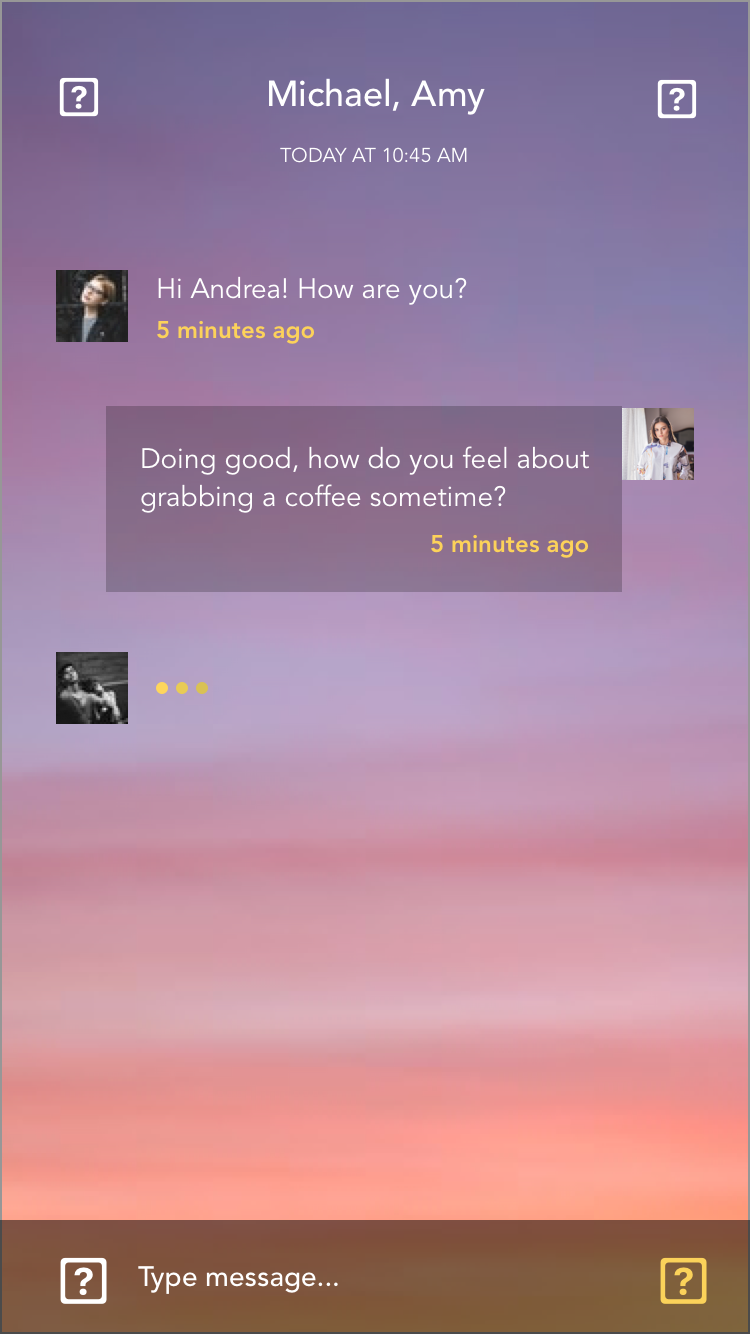 Michael, Amy
TODAY AT 10:45 AM
Hi Andrea! How are you?
5 minutes ago
Doing good, how do you feel about
grabbing a coffee sometime?
5 minutes ago
Type message...